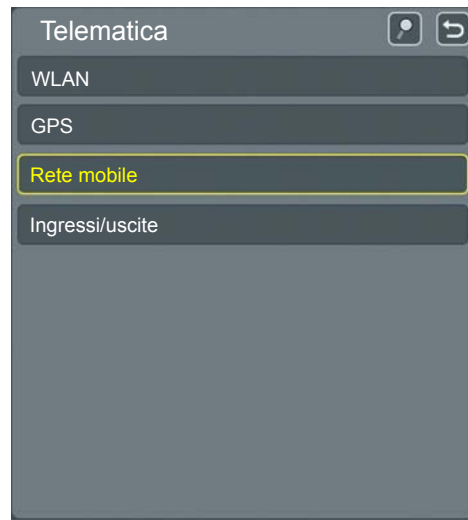 Telematica
WLAN
GPS
Rete mobile
Ingressi/uscite